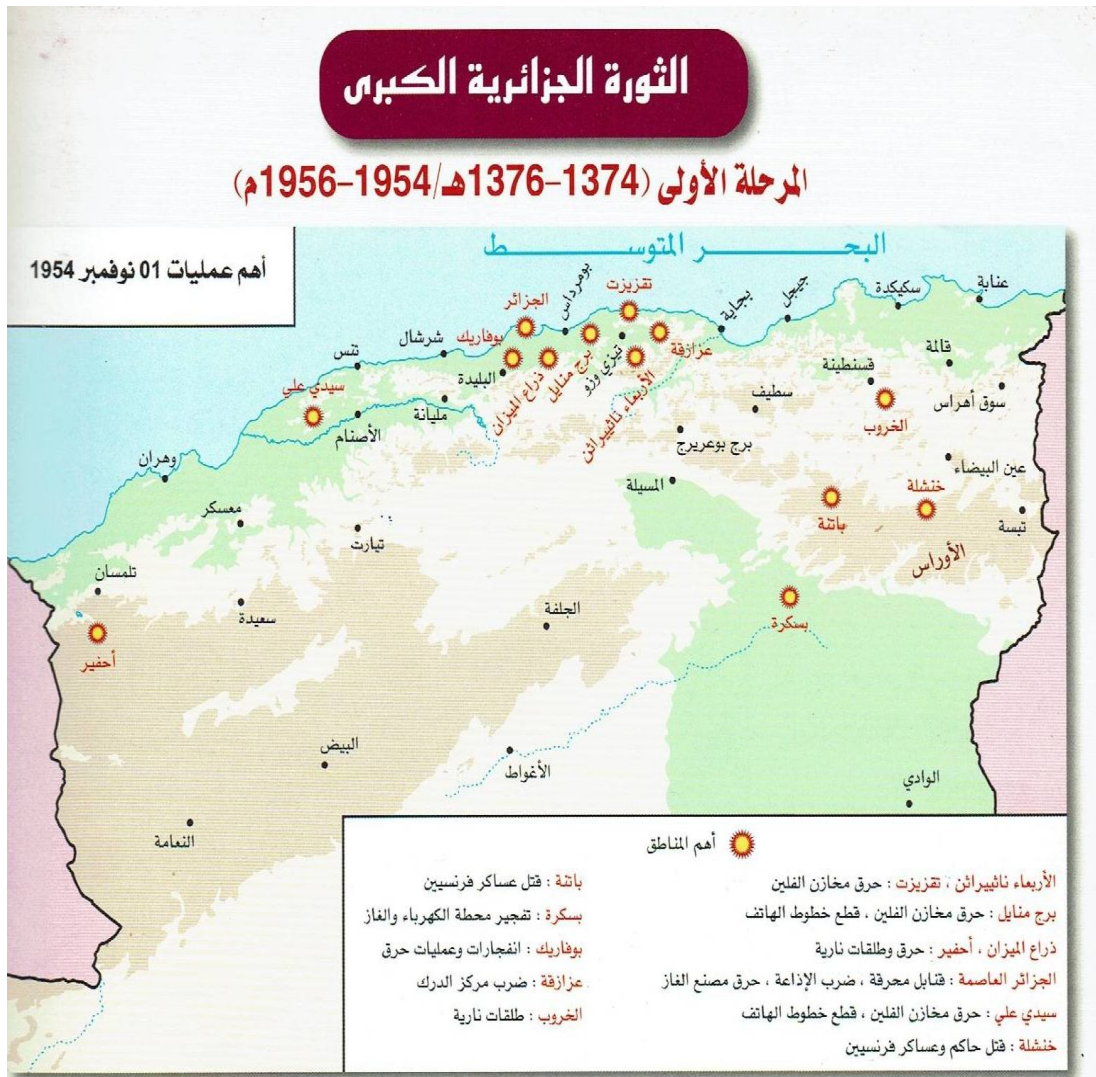 الثورة الجزائرية الكبرى
المرحلة الأولى (1374-1376هـ/1954-1956م)
أهم عمليات 01 نوفمبر 1954
البحر المتوسط
عنابة
سكيكدة
جيجل
بجاية
تقزيرت
بومرداس
الجزائر
بوفاريك
شرشال
تنس
سيدي علي
وهران
قالمة
قسنطينة
سوق أهراس
الخروب
سطيف
عزازقة
تيزي وزو
الأربعاء ناثييراثن
برج منايل
ذراع الميزان
البليدة
مليانة
الأصنام
برج بوعريريج
عين البيضاء
خنشلة
تبسة
باتنة
المسيلة
الأوراس
معسكر
تيارت
تلمسان
سعيدة
أحفير
الجلفة
بسكرة
البيض
الأغواط
الوادي
النعامة
أهم المناطق
الأربعاء ناثييراثن ، تقزيرت : حرق مخازن الفلين
برج منايل : حرق مخازن الفلين ، قطع خطوط الهاتف
ذراع الميزان ، أحفير : حرق وطلقات نارية
الجزائر العاصمة : قنابل محرقة ، ضرب الإذاعة ، حرق مصنع الغاز
سيدي علي : حرق مخازن الفلين ، قطع خطوط الهاتف
خنشلة : قتل حاكم وعساكر فرنسيين
باتنة : قتل عساكر فرنسيين
بسكرة : تفجير محطة الكهرباء والغاز
بوفاريك : انفجارات وعمليات حرق
عزازقة : ضرب مركز الدرك
الخروب : طلقات نارية